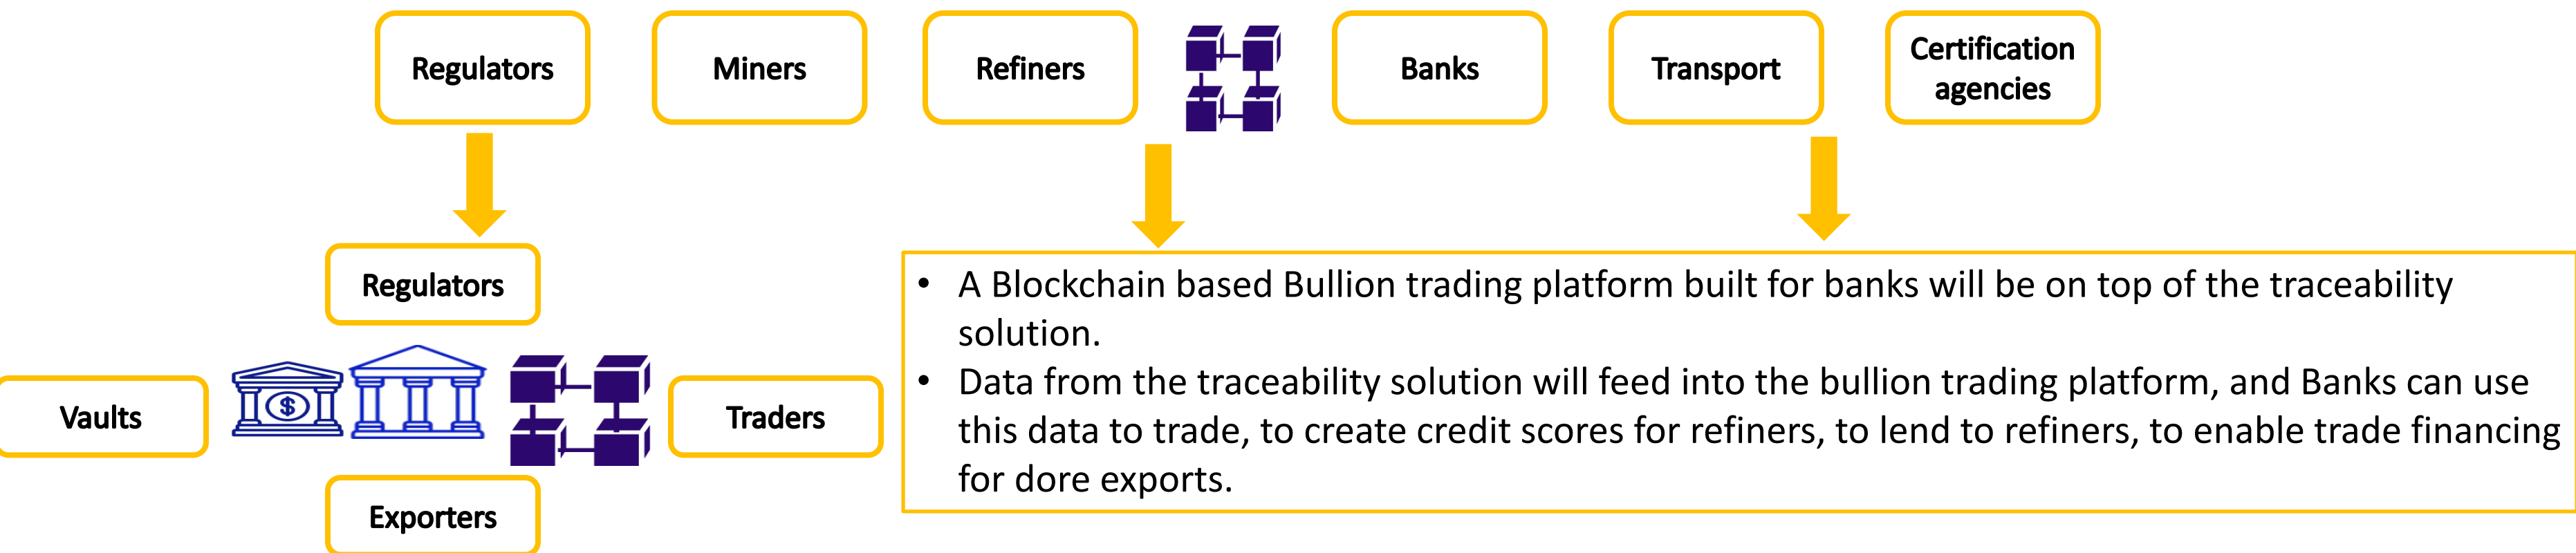 Regulators
Miners
Refiners
Banks
Transport
Certification
agencies
Regulators
Vaults
$
Traders
Exporters
• A Blockchain based Bullion trading platform built for banks will be on top of the traceability
solution.
• Data from the traceability solution will feed into the bullion trading platform, and Banks can use
this data to trade, to create credit scores for refiners, to lend to refiners, to enable trade financing
for dore exports.